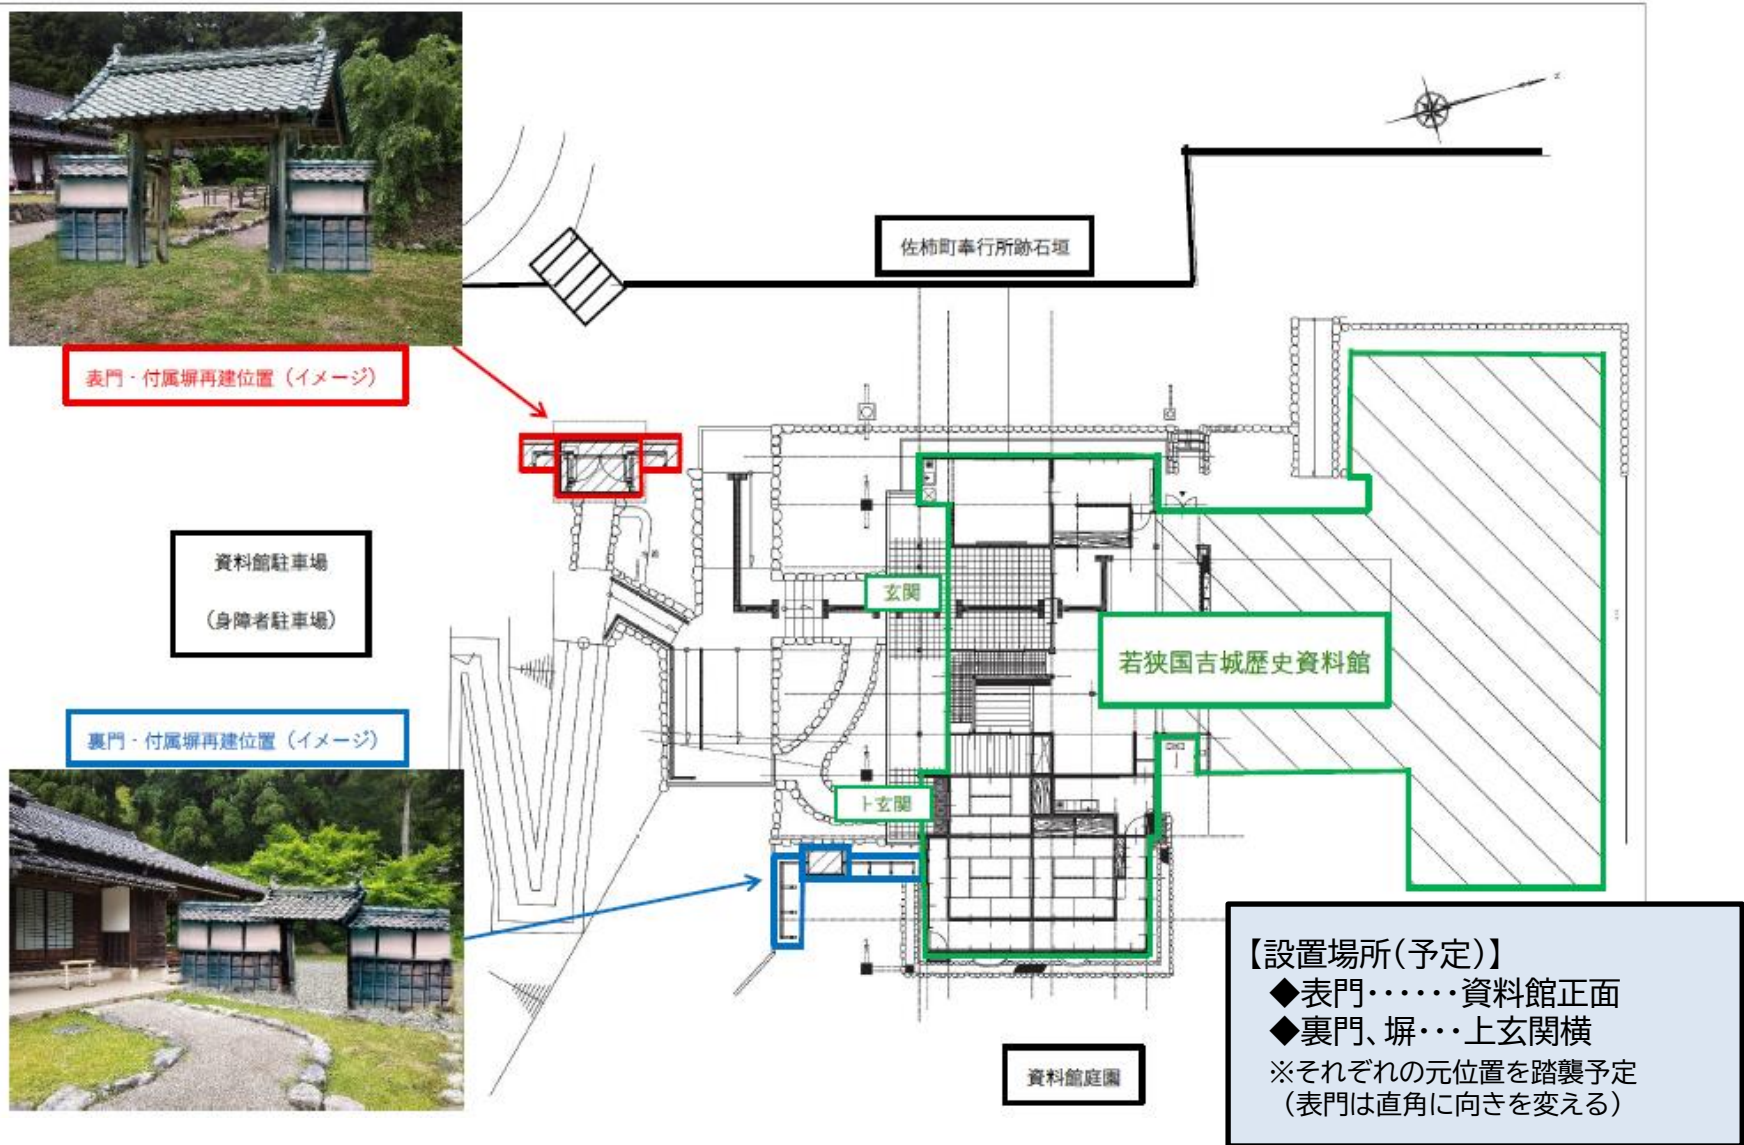 佐柿町奉行所跡石垣
表門・付属塀再建位置（イメージ）
資料館駐車場
（身障者駐車場）
玄関
若狭国吉城歴史資料館
裏門・付属塀再建位置（イメージ）
ト玄関
【設置場所(予定)】
◆表門‥‥‥資料館正面
◆裏門、塀･･･上玄関横
※それぞれの元位置を踏襲予定
（表門は直角に向きを変える）
資料館庭園